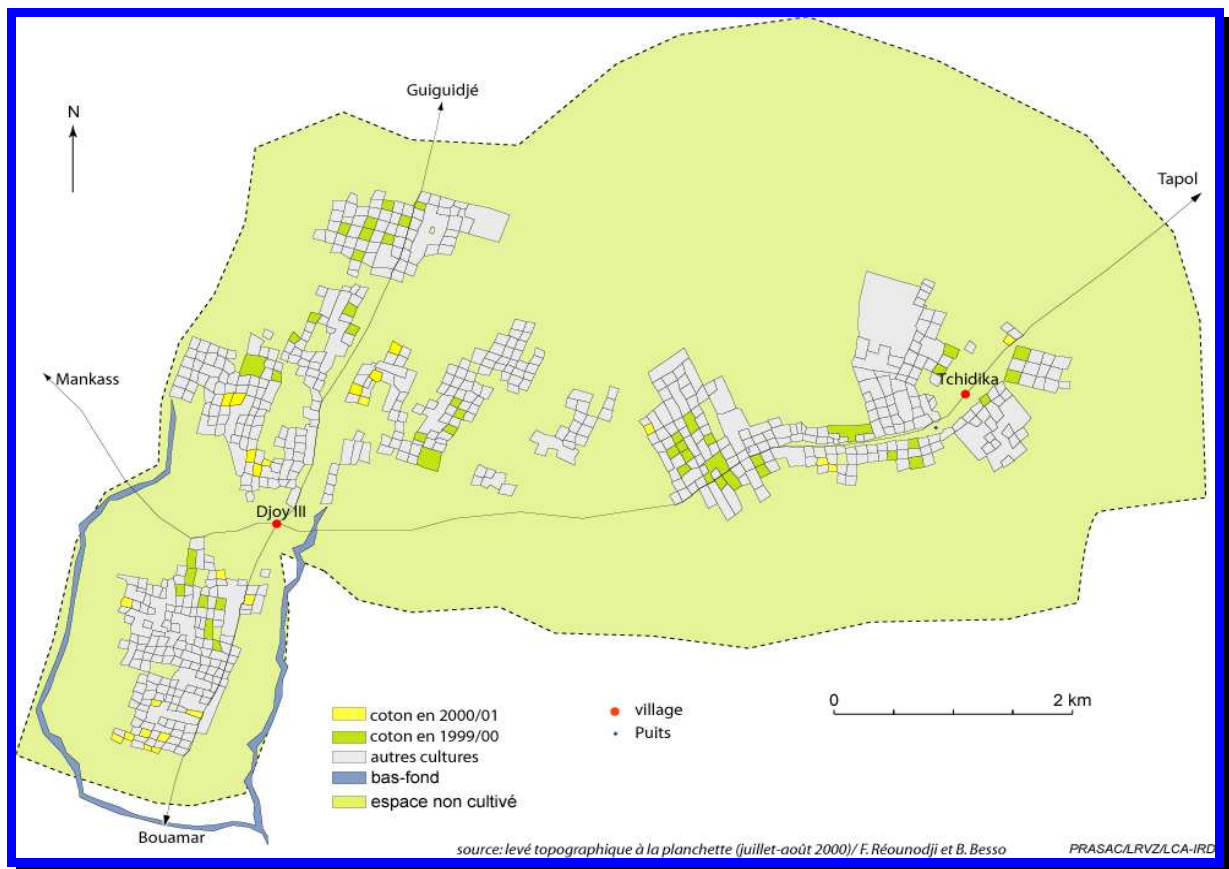 Guiguidjé
N
Tapol
Mankass
Tchidika
Djoy III
0 2 km
coton en 2000/01
coton en 1999/00
autres cultures
bas-fond
espace non cultivé
village
Puits
Bouamar
source: levé topographique à la planchette (juillet-août 2000)/ F. Réounodji et B. Besso
PRASAC/LRVZ/LCA-IRD